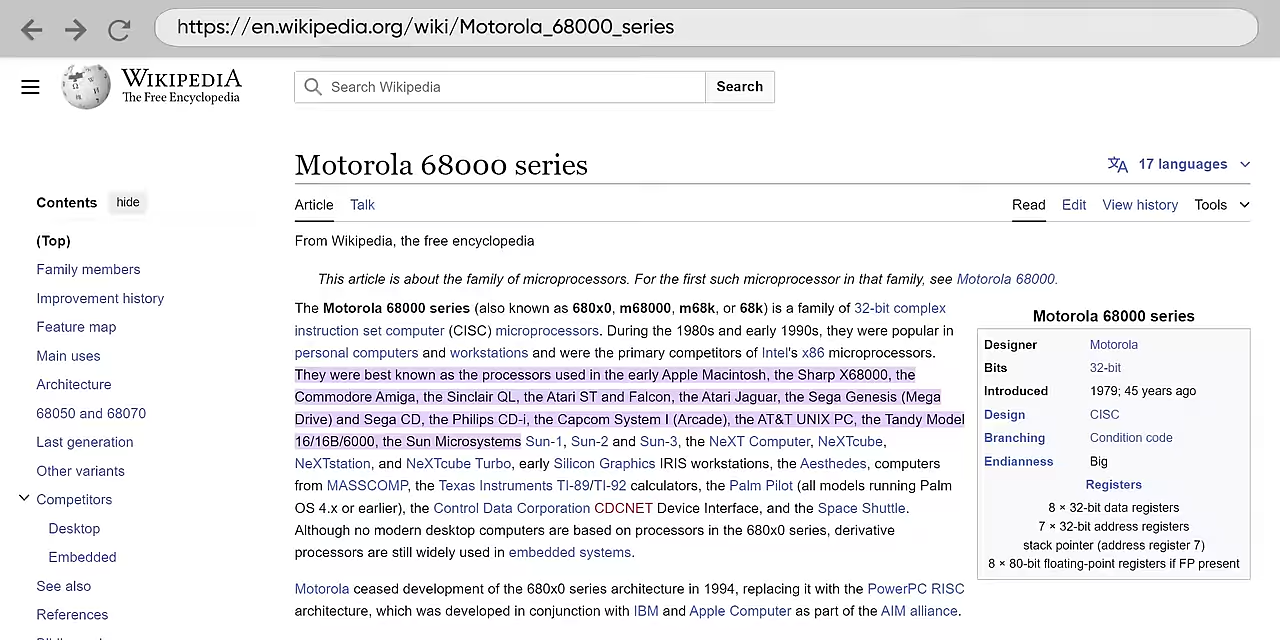 https://en.wikipedia.org/wiki/Motorola_68000_series
WIKIPEDIA
The Free Encyclopedia
Search Wikipedia
Search
Motorola 68000 series
17 languages
Contents
hide
Article
Talk
Read
Edit
View history
Tools
(Top)
Family members
Improvement history
Feature map
Main uses
Architecture
68050 and 68070
Last generation
Other variants
Competitors
Desktop
Embedded
See also
References
From Wikipedia, the free encyclopedia
This article is about the family of microprocessors. For the first such microprocessor in that family, see Motorola 68000.
The Motorola 68000 series (also known as 680x0, m68000, m68k, or 68k) is a family of 32-bit complex
instruction set computer (CISC) microprocessors. During the 1980s and early 1990s, they were popular in
personal computers and workstations and were the primary competitors of Intel's x86 microprocessors.
They were best known as the processors used in the early Apple Macintosh, the Sharp X68000, the
Commodore Amiga, the Sinclair QL, the Atari ST and Falcon, the Atari Jaguar, the Sega Genesis (Mega
Drive) and Sega CD, the Philips CD-i, the Capcom System I (Arcade), the AT&T UNIX PC, the Tandy Model
16/16B/6000, the Sun Microsystems Sun-1, Sun-2 and Sun-3, the NeXT Computer, NeXTcube,
NeXTstation, and NeXTcube Turbo, early Silicon Graphics IRIS workstations, the Aesthedes, computers
from MASSCOMP, the Texas Instruments TI-89/TI-92 calculators, the Palm Pilot (all models running Palm
OS 4.x or earlier), the Control Data Corporation CDCNET Device Interface, and the Space Shuttle.
Although no modern desktop computers are based on processors in the 680x0 series, derivative
processors are still widely used in embedded systems.
Motorola ceased development of the 680x0 series architecture in 1994, replacing it with the PowerPC RISC
architecture, which was developed in conjunction with IBM and Apple Computer as part of the AIM alliance.
Motorola 68000 series
Designer Motorola
Bits 32-bit
Introduced 1979; 45 years ago
Design CISC
Branching Condition code
Endianness Big
Registers
8 × 32-bit data registers
7 × 32-bit address registers
stack pointer (address register 7)
8 × 80-bit floating-point registers if FP present